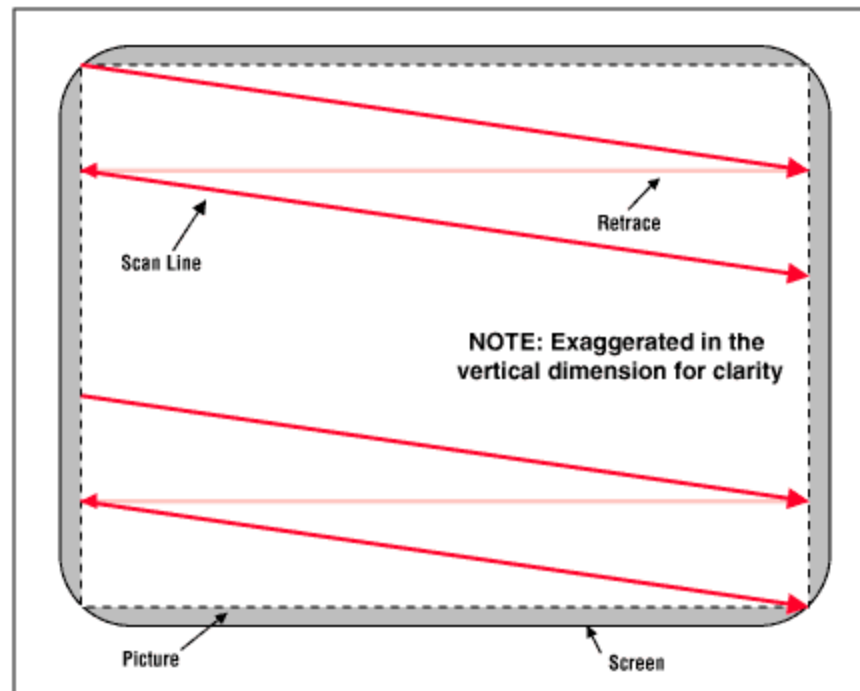 Retrace
Scan Line
NOTE: Exaggerated in the
vertical dimension for clarity
Picture
Screen